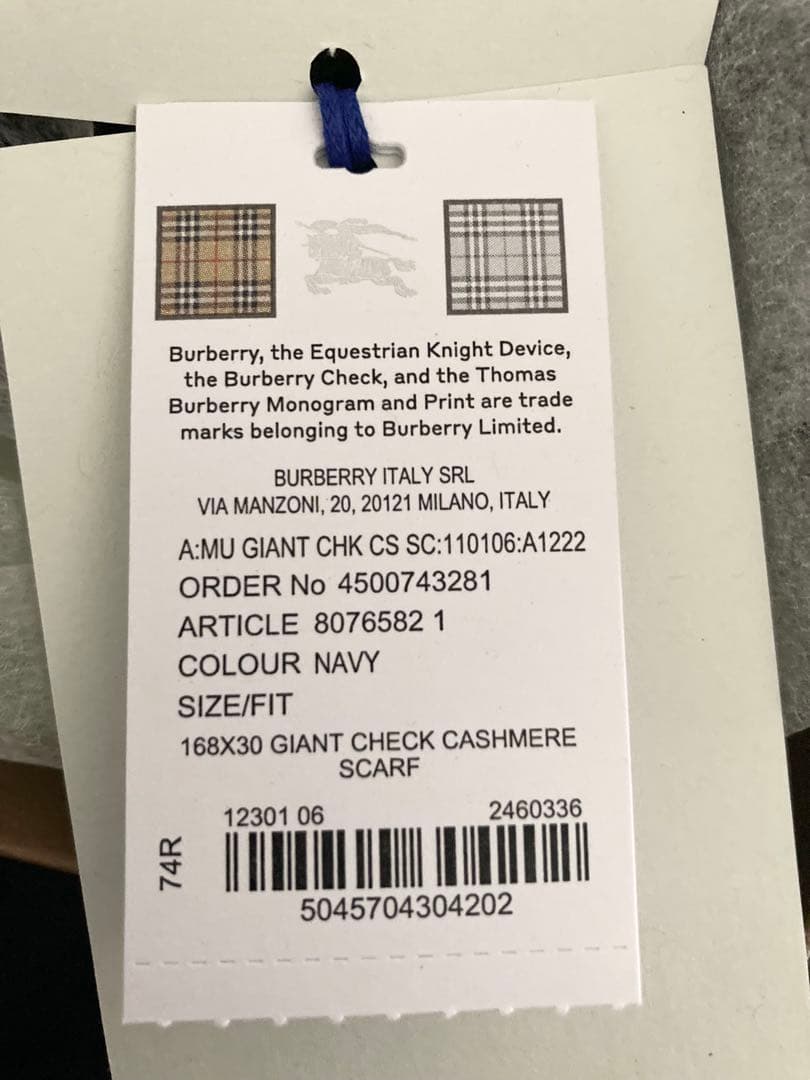 Burberry, the Equestrian Knight Device,
the Burberry Check, and the Thomas
Burberry Monogram and Print are trade
marks belonging to Burberry Limited.
BURBERRY ITALY SRL
VIA MANZONI, 20, 20121 MILANO, ITALY
A:MU GIANT CHK CS SC:110106:A1222
ORDER No 4500743281
ARTICLE 8076582 1
COLOUR NAVY
SIZE/FIT
168X30 GIANT CHECK CASHMERE
SCARF
12301 06 2460336
74R
5045704304202